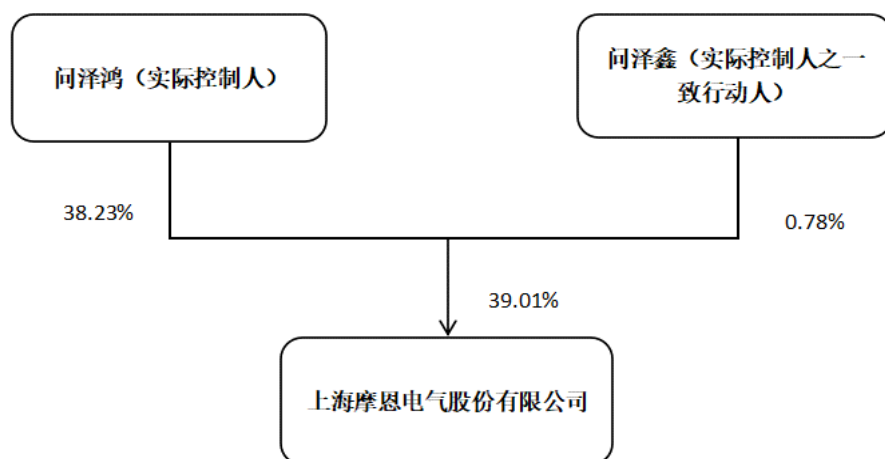 问泽鸿（实际控制人）
问泽鑫（实际控制人之一
致行动人）
38.23%
0.78%
39.01%
上海摩恩电气股份有限公司